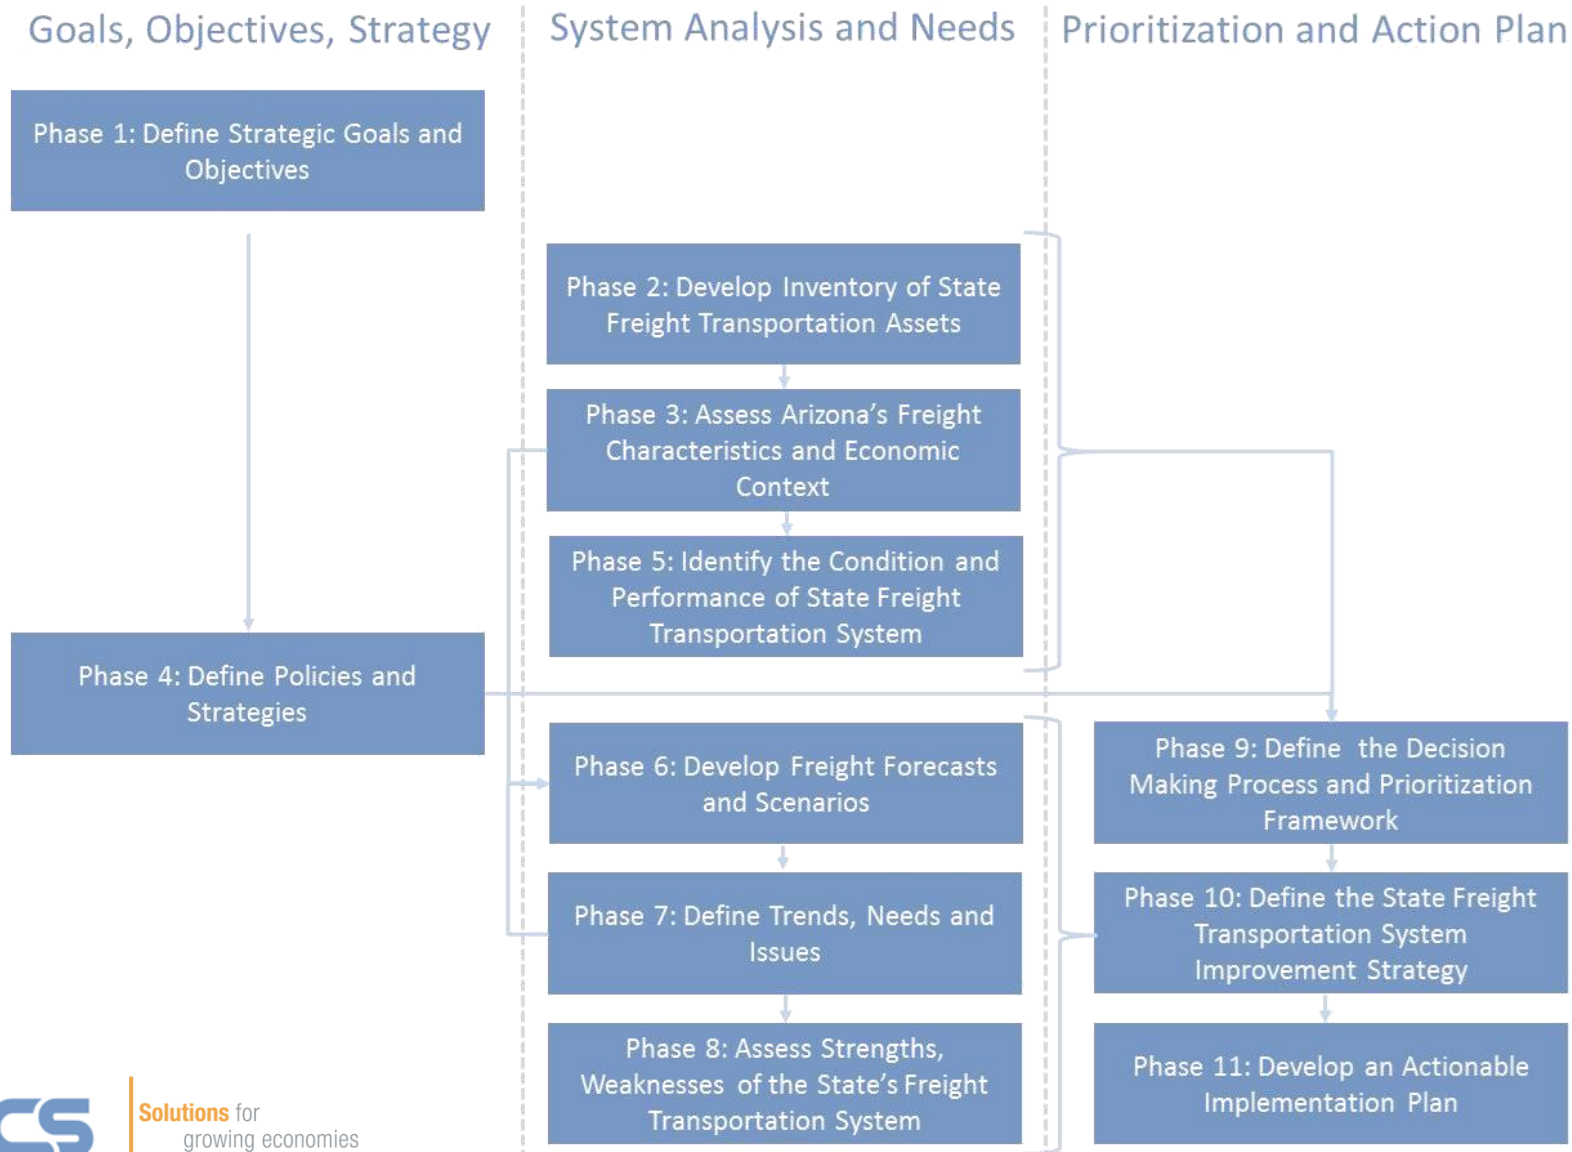 Goals, Objectives, Strategy
System Analysis and Needs
Prioritization and Action Plan
Phase 1: Define Strategic Goals and
Objectives
Phase 2: Develop Inventory of State
Freight Transportation Assets
Phase 3: Assess Arizona's Freight
Characteristics and Economic
Context
Phase 5: Identify the Condition and
Performance of State Freight
Transportation System
Phase 4: Define Policies and
Strategies
Phase 6: Develop Freight Forecasts
and Scenarios
Phase 7: Define Trends, Needs and
Issues
Phase 8: Assess Strengths,
Weaknesses of the State's Freight
Transportation System
Phase 9: Define the Decision
Making Process and Prioritization
Framework
Phase 10: Define the State Freight
Transportation System
Improvement Strategy
Phase 11: Develop an Actionable
Implementation Plan
CS
Solutions for
growing economies